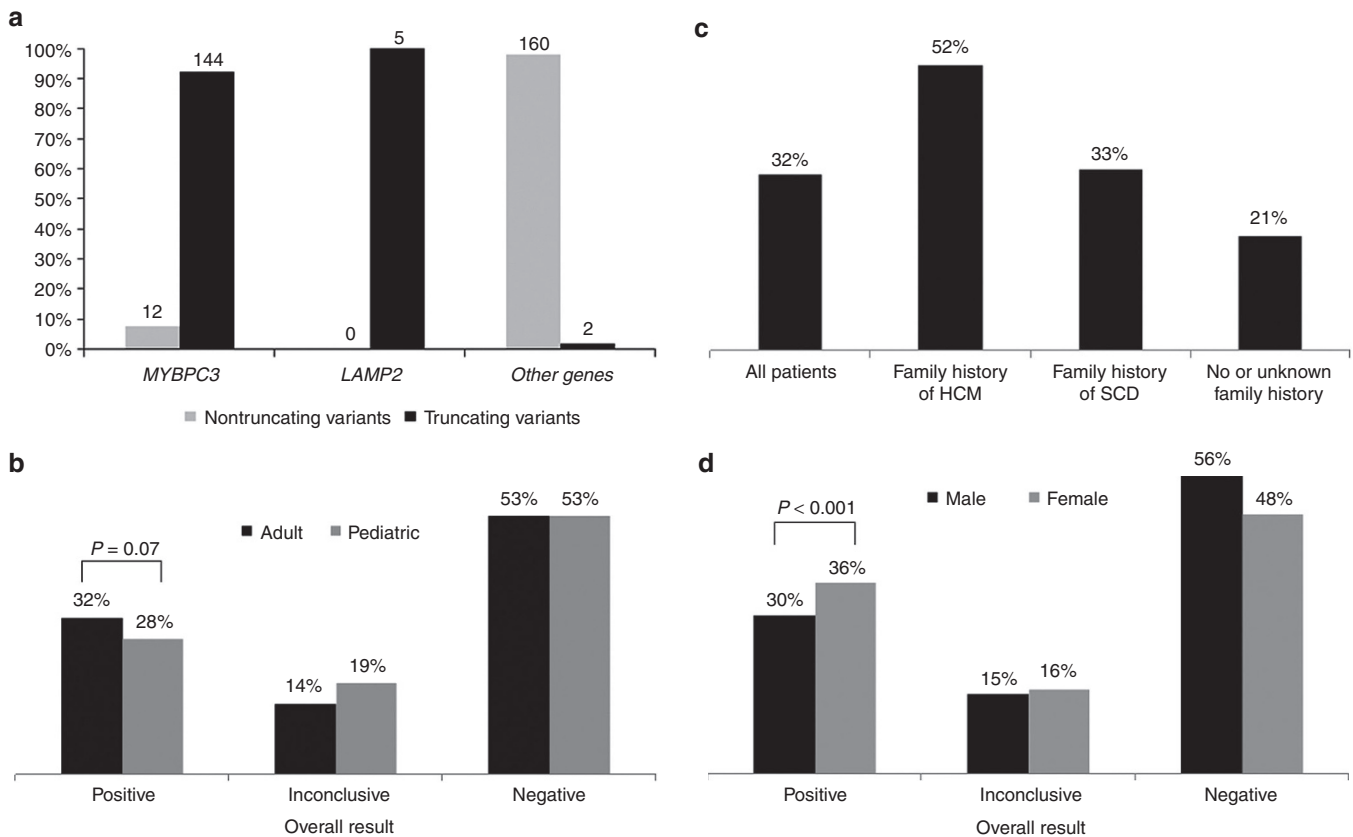 a
100%
90%
80%
70%
60%
50%
40%
30%
20%
10%
0%
12
144
0
5
160
2
MYBPC3
LAMP2
Other genes
Nontruncating variants
Truncating variants
c
32%
52%
33%
21%
All patients
Family history
of HCM
Family history
of SCD
No or unknown
family history
b
Adult
Pediatric
P = 0.07
32%
28%
14%
19%
53%
53%
Positive
Inconclusive
Negative
Overall result
d
Male
Female
P < 0.001
30%
36%
15%
16%
56%
48%
Positive
Inconclusive
Negative
Overall result